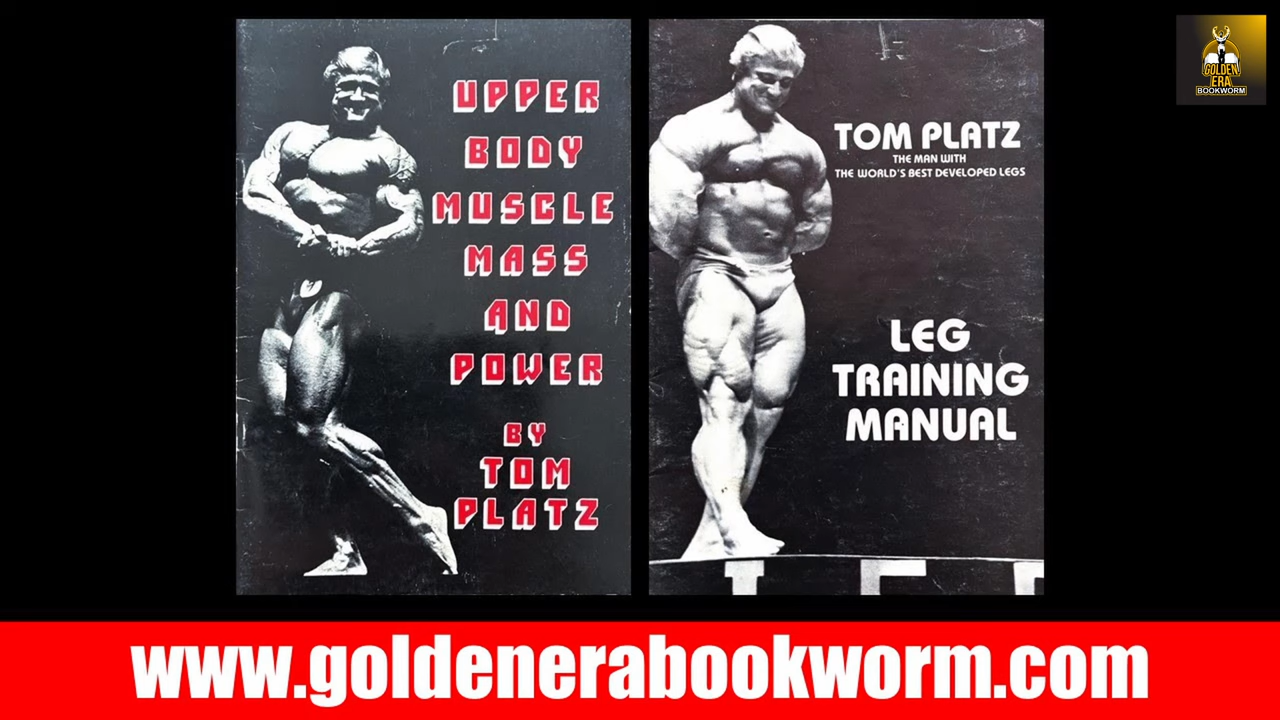 UPPER
BODY
MUSCLE
MASS
AND
POWER
BY
TOM
PLATZ
TOM PLATZ
THE MAN WITH
THE WORLD'S BEST DEVELOPED LEGS
LEG
TRAINING
MANUAL
GOLDEN
ERA
BOOKWORM
www.goldenerabookworm.com